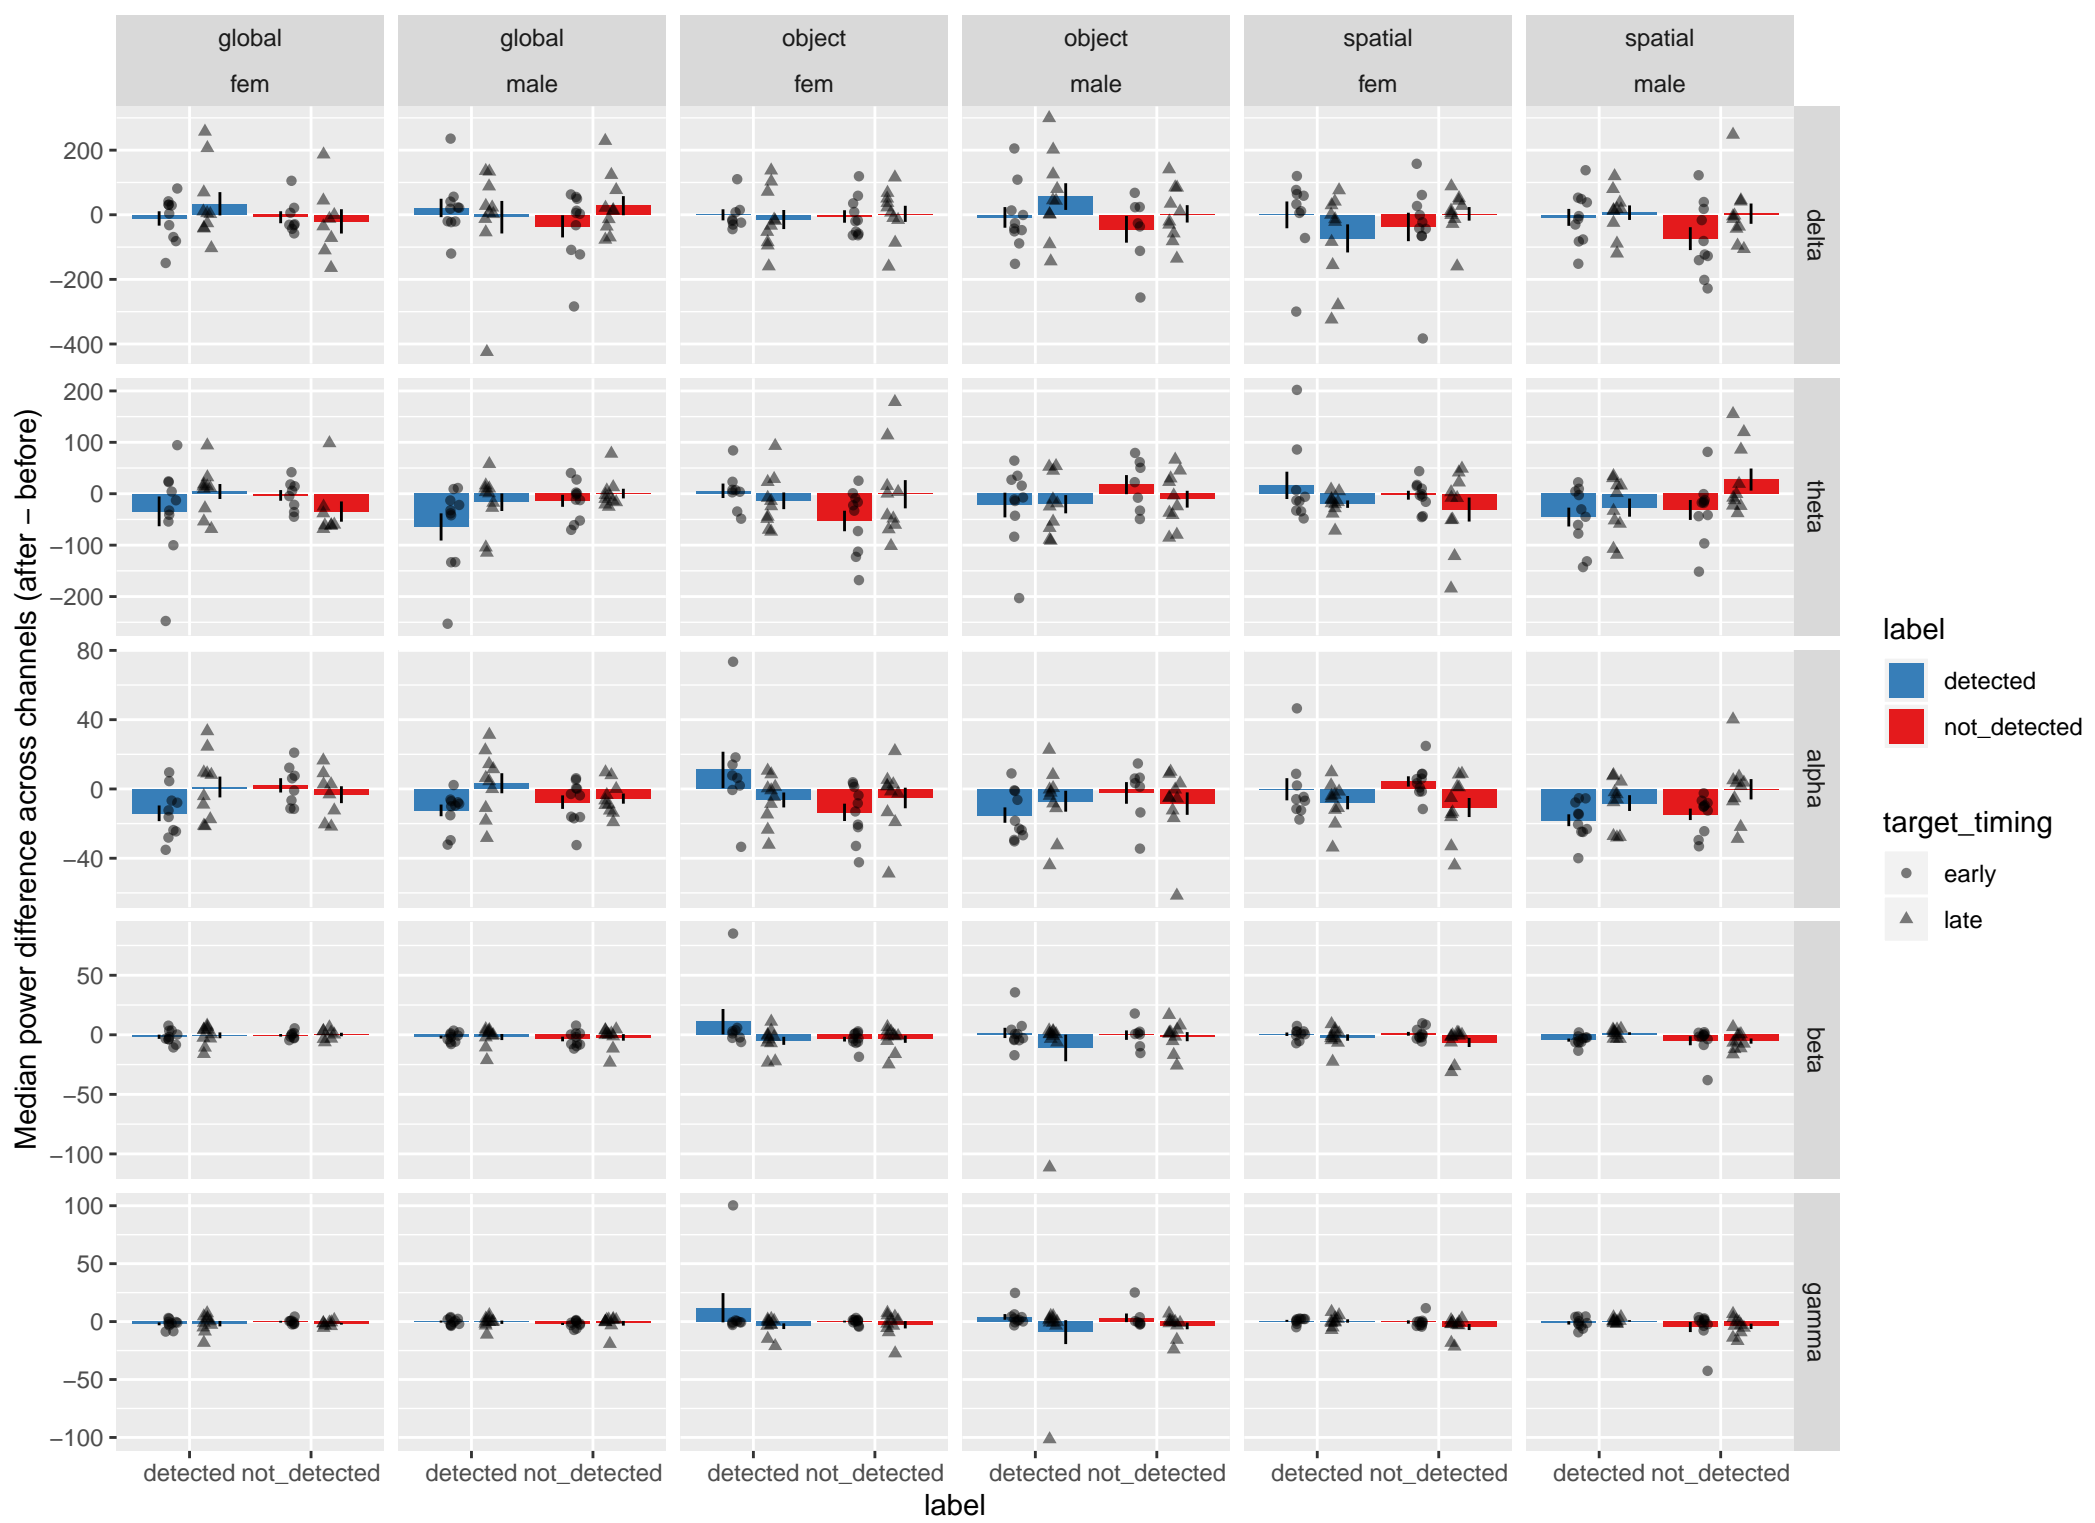 global global object object spatial spatial
fem male fem male fem male
200
0
−200
−400
delta
200
100
0
−100
−200
theta
80
40
0
−40
alpha
50
0
−50
−100
beta
100
50
0
−50
−100
gamma
Median power difference across channels (after − before)
detected not_detected detected not_detected detected not_detected detected not_detected detected not_detected detected not_detected
label
label
detected
not_detected
target_timing
early
late